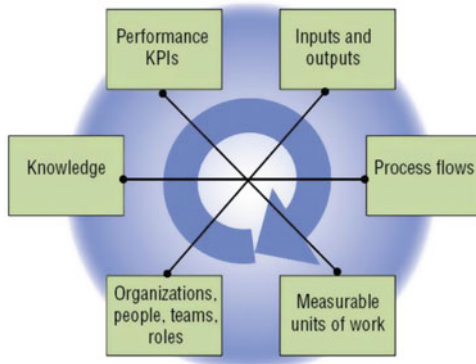 Performance
KPIs
Inputs and
outputs
Knowledge
Process flows
Organizations,
people, teams,
roles
Measurable
units of work